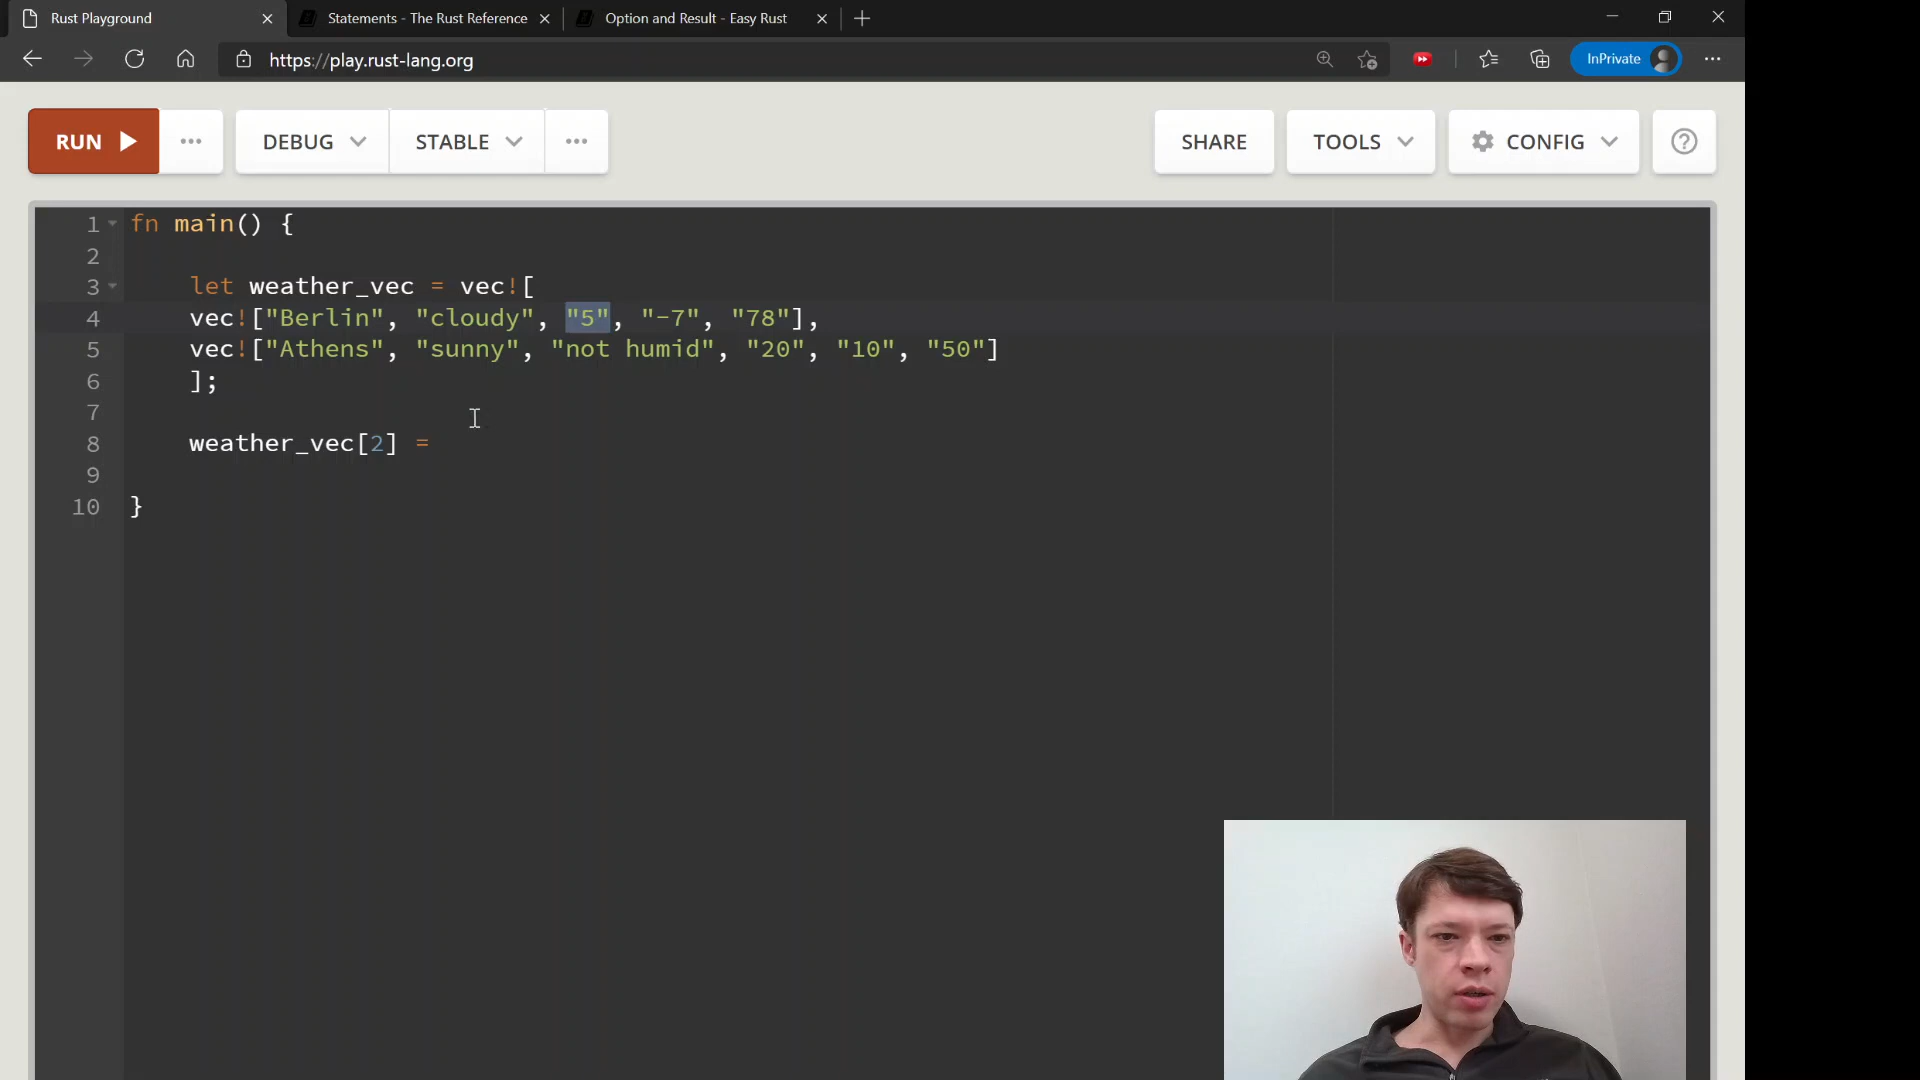 Rust Playground
Statements - The Rust Reference
Option and Result - Easy Rust
https://play.rust-lang.org
InPrivate
RUN
DEBUG
STABLE
SHARE
TOOLS
CONFIG
1 fn main() {
2
3 let weather_vec = vec![
4 vec!["Berlin", "cloudy", "5", "-7", "78"],
5 vec!["Athens", "sunny", "not humid", "20", "10", "50"]
6 ];
7
8 weather_vec[2] =
9
10 }